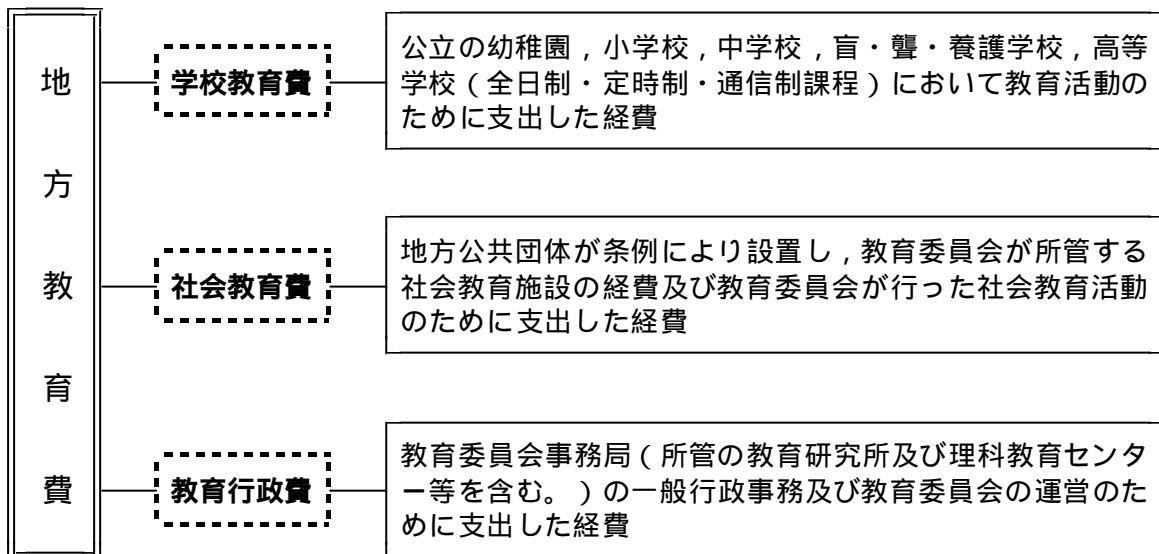 地方教育費
学校教育費
公立の幼稚園，小学校，中学校，盲・聾・養護学校，高等
学校（全日制・定時制・通信制課程）において教育活動の
ために支出した経費
社会教育費
地方公共団体が条例により設置し，教育委員会が所管する
社会教育施設の経費及び教育委員会が行った社会教育活動
のために支出した経費
教育行政費
教育委員会事務局（所管の教育研究所及び理科教育センタ
ー等を含む。）の一般行政事務及び教育委員会の運営のた
めに支出した経費